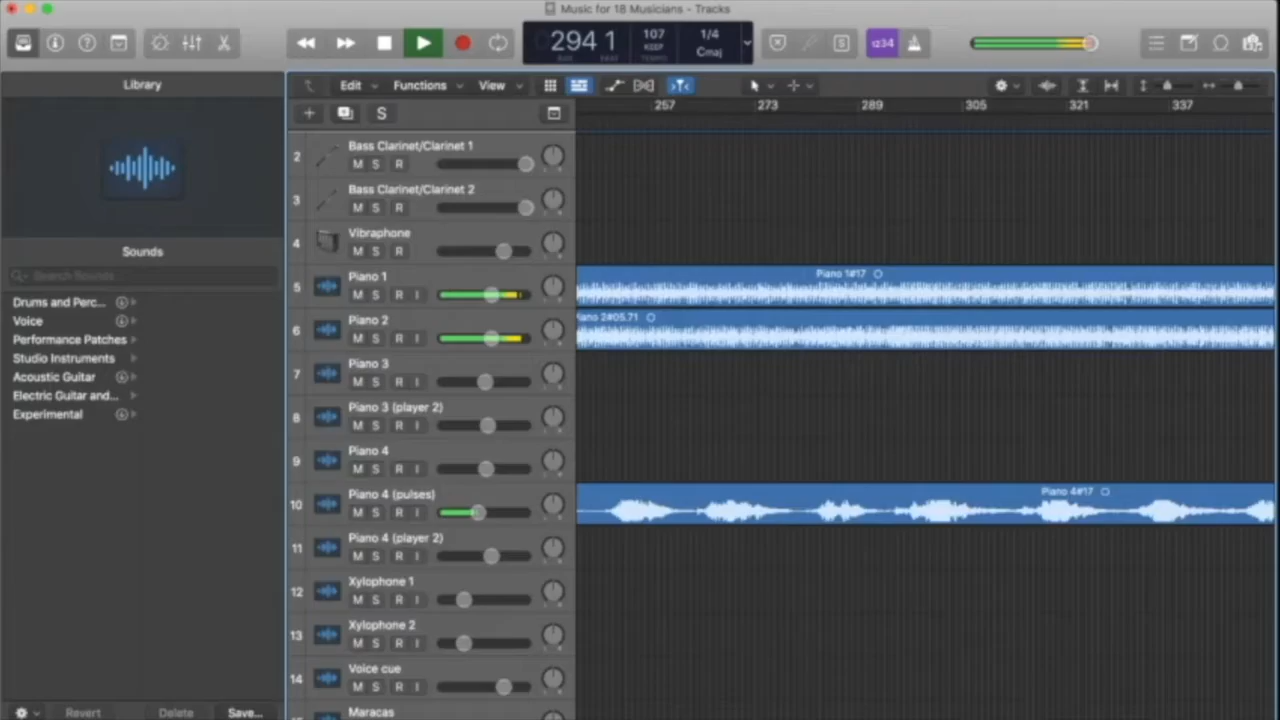 Music for 18 Musicians - Tracks
294 1
107
KEEP
TEMPO
1/4
Cmaj
1234
Library
Edit
Functions
View
257
273
289
305
321
337
S
Sounds
Search Sounds
Drums and Perc...
Voice
Performance Patches
Studio Instruments
Acoustic Guitar
Electric Guitar and...
Experimental
2
Bass Clarinet/Clarinet 1
M S R
3
Bass Clarinet/Clarinet 2
M S R
4
Vibraphone
M S R
5
Piano 1
M S R I
Piano 1#17
6
Piano 2
M S R I
iano 2#05.71
7
Piano 3
M S R I
8
Piano 3 (player 2)
M S R I
9
Piano 4
M S R I
10
Piano 4 (pulses)
M S R I
Piano 4#17
11
Piano 4 (player 2)
M S R I
12
Xylophone 1
M S R I
13
Xylophone 2
M S R I
14
Voice cue
M S R I
Maracas
Revert
Delete
Save...